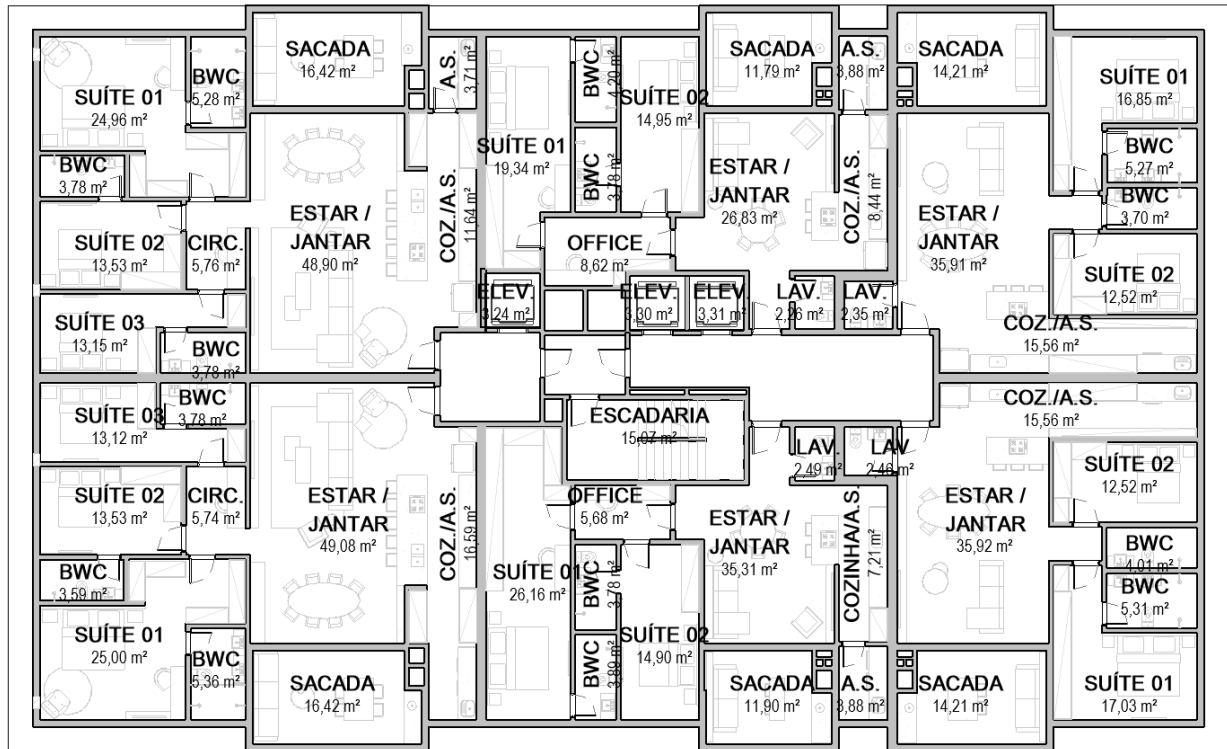 SACADA
16,42 m²
A.S.
3,71 m²
SUÍTE 01
24,96 m²
BWC
5,28 m²
BWC
3,78 m²
SUÍTE 02
13,53 m²
CIRC.
5,76 m²
ESTAR /
JANTAR
48,90 m²
COZ./A.S.
11,64 m²
SUÍTE 03
13,15 m²
BWC
3,78 m²
SUÍTE 01
19,34 m²
BWC
4,20 m²
BWC
3,78 m²
SUÍTE 02
14,95 m²
OFFICE
8,62 m²
SACADA
11,79 m²
A.S.
3,88 m²
ESTAR /
JANTAR
26,83 m²
COZ./A.S.
8,44 m²
ELEV.
3,24 m²
ELEV.
3,30 m²
ELEV.
3,31 m²
LAV.
2,26 m²
LAV.
2,35 m²
SACADA
14,21 m²
SUÍTE 01
16,85 m²
BWC
5,27 m²
BWC
3,70 m²
ESTAR /
JANTAR
35,91 m²
SUÍTE 02
12,52 m²
COZ./A.S.
15,56 m²
BWC
3,78 m²
SUÍTE 03
13,12 m²
SUÍTE 02
13,53 m²
CIRC.
5,74 m²
ESTAR /
JANTAR
49,08 m²
COZ./A.S.
16,59 m²
BWC
3,59 m²
SUÍTE 01
25,00 m²
BWC
5,36 m²
SACADA
16,42 m²
ESCADARIA
15,07 m²
OFFICE
5,68 m²
SUÍTE 01
26,16 m²
BWC
3,78 m²
BWC
3,89 m²
SUÍTE 02
14,90 m²
LAV.
2,49 m²
LAV
2,46 m²
ESTAR /
JANTAR
35,31 m²
COZINHA/A.S.
7,21 m²
SACADA
11,90 m²
A.S.
3,88 m²
COZ./A.S.
15,56 m²
SUÍTE 02
12,52 m²
ESTAR /
JANTAR
35,92 m²
BWC
4,01 m²
BWC
5,31 m²
SACADA
14,21 m²
SUÍTE 01
17,03 m²